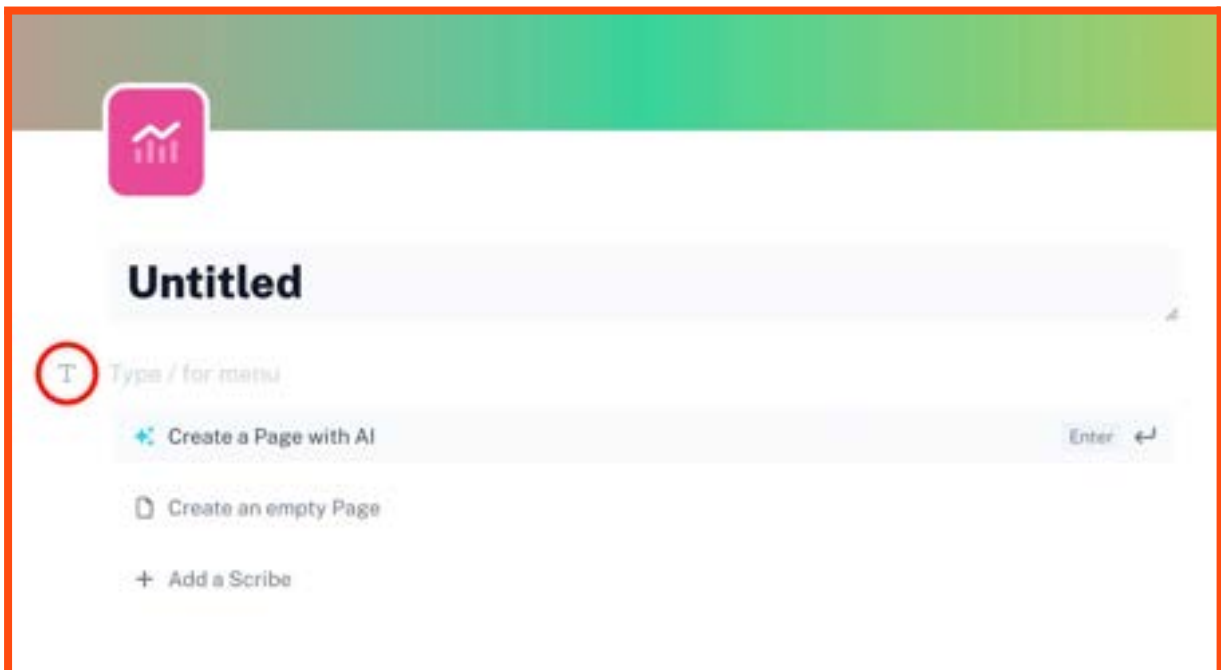 Untitled
T Type / for menu
Create a Page with AI Enter
Create an empty Page
+ Add a Scribe